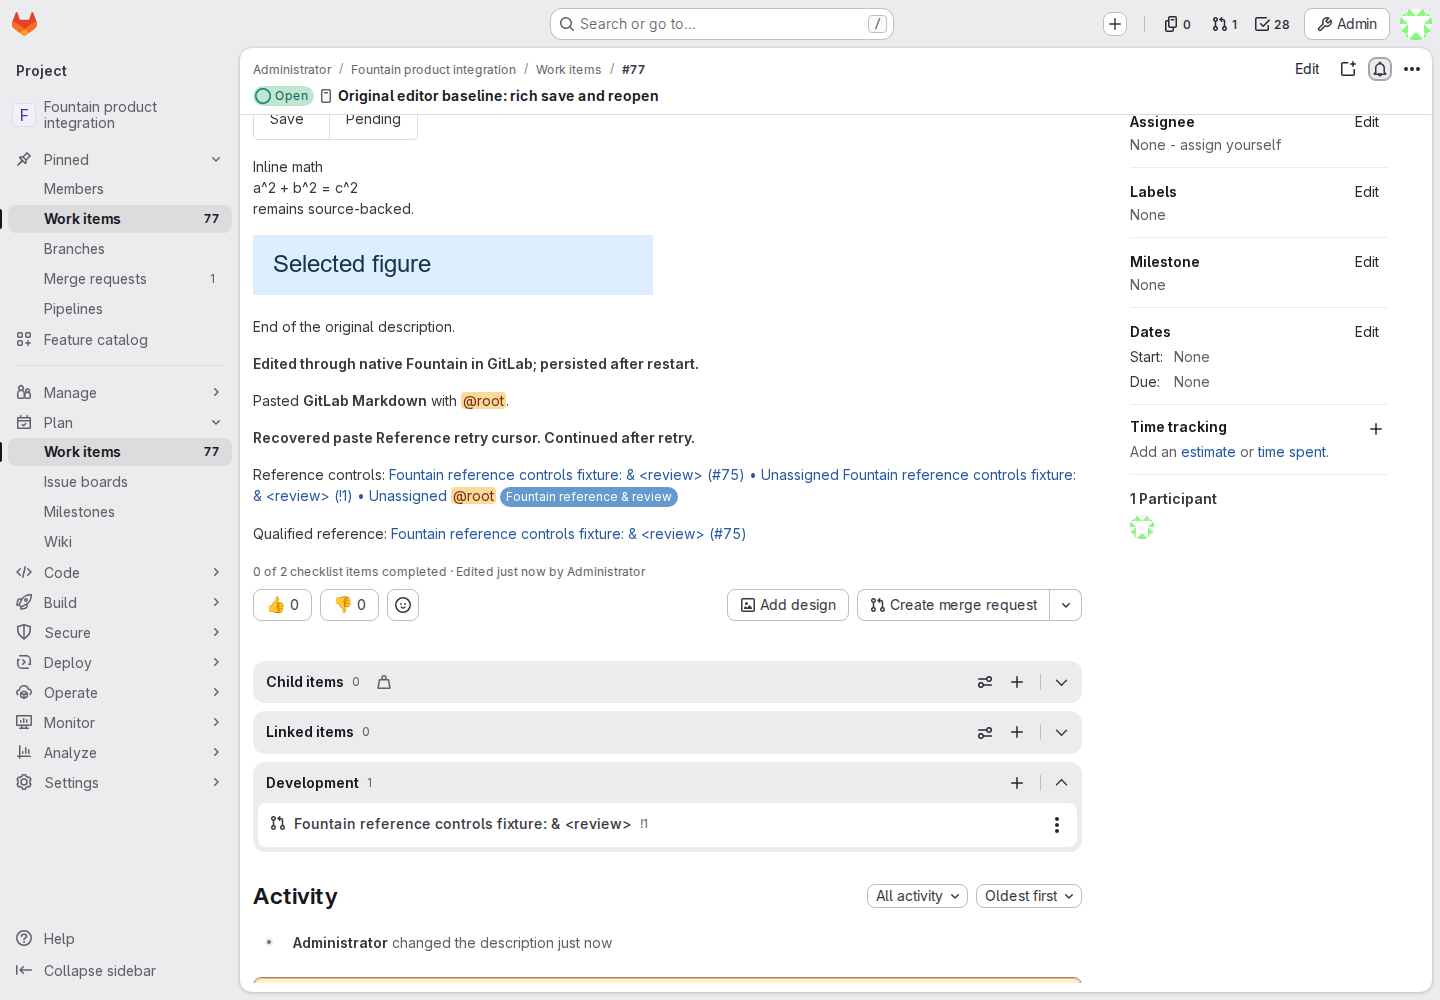 Search or go to...
/
0
1
28
Admin
Project
F
Fountain product integration
Pinned
Members
Work items
77
Branches
Merge requests
1
Pipelines
Feature catalog
Manage
Plan
Work items
77
Issue boards
Milestones
Wiki
Code
Build
Secure
Deploy
Operate
Monitor
Analyze
Settings
Help
Collapse sidebar
Administrator / Fountain product integration / Work items / #77
Edit
Open
Original editor baseline: rich save and reopen
Save
Pending
Inline math
a^2 + b^2 = c^2
remains source-backed.
Selected figure
End of the original description.
Edited through native Fountain in GitLab; persisted after restart.
Pasted GitLab Markdown with @root.
Recovered paste Reference retry cursor. Continued after retry.
Reference controls: Fountain reference controls fixture: & <review> (#75) • Unassigned Fountain reference controls fixture:
& <review> (!1) • Unassigned @root Fountain reference & review
Qualified reference: Fountain reference controls fixture: & <review> (#75)
0 of 2 checklist items completed · Edited just now by Administrator
👍 0
👎 0
Add design
Create merge request
Child items 0
Linked items 0
Development 1
Fountain reference controls fixture: & <review> !1
Activity
All activity
Oldest first
Administrator changed the description just now
Assignee
Edit
None - assign yourself
Labels
Edit
None
Milestone
Edit
None
Dates
Edit
Start: None
Due: None
Time tracking
Add an estimate or time spent.
1 Participant